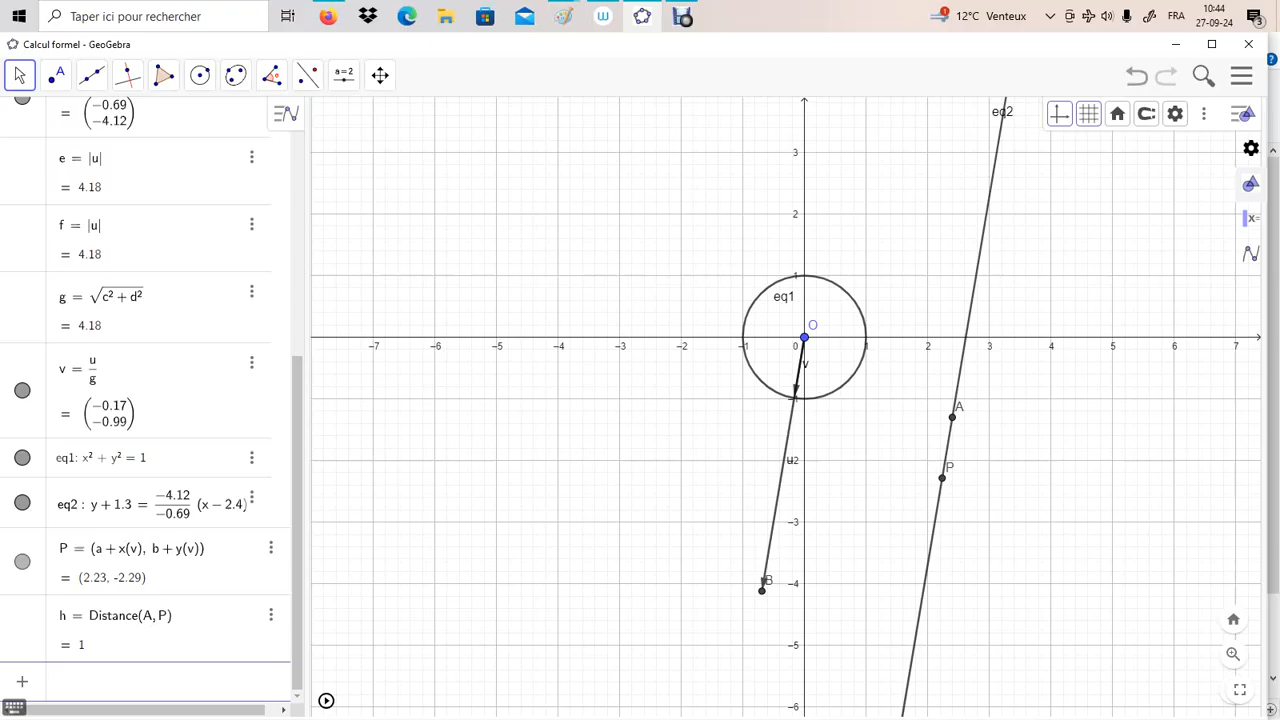 Taper ici pour rechercher
12°C Venteux
FRA
10:44
27-09-24
3
Calcul formel - GeoGebra
A
a=2
= (−0.69
−4.12)
e = |u|
= 4.18
f = |u|
= 4.18
g = √c² + d²
= 4.18
v = u/g
= (−0.17
−0.99)
eq1: x² + y² = 1
eq2 : y + 1.3 = −4.12/−0.69 (x − 2.4)
P = (a + x(v), b + y(v))
= (2.23, -2.29)
h = Distance(A, P)
= 1
eq2
3
2
1
eq1
O
−7 −6 −5 −4 −3 −2 −1 0 1 2 3 4 5 6 7
v
−1
A
u
−2
P
−3
B
−4
−5
−6
x=